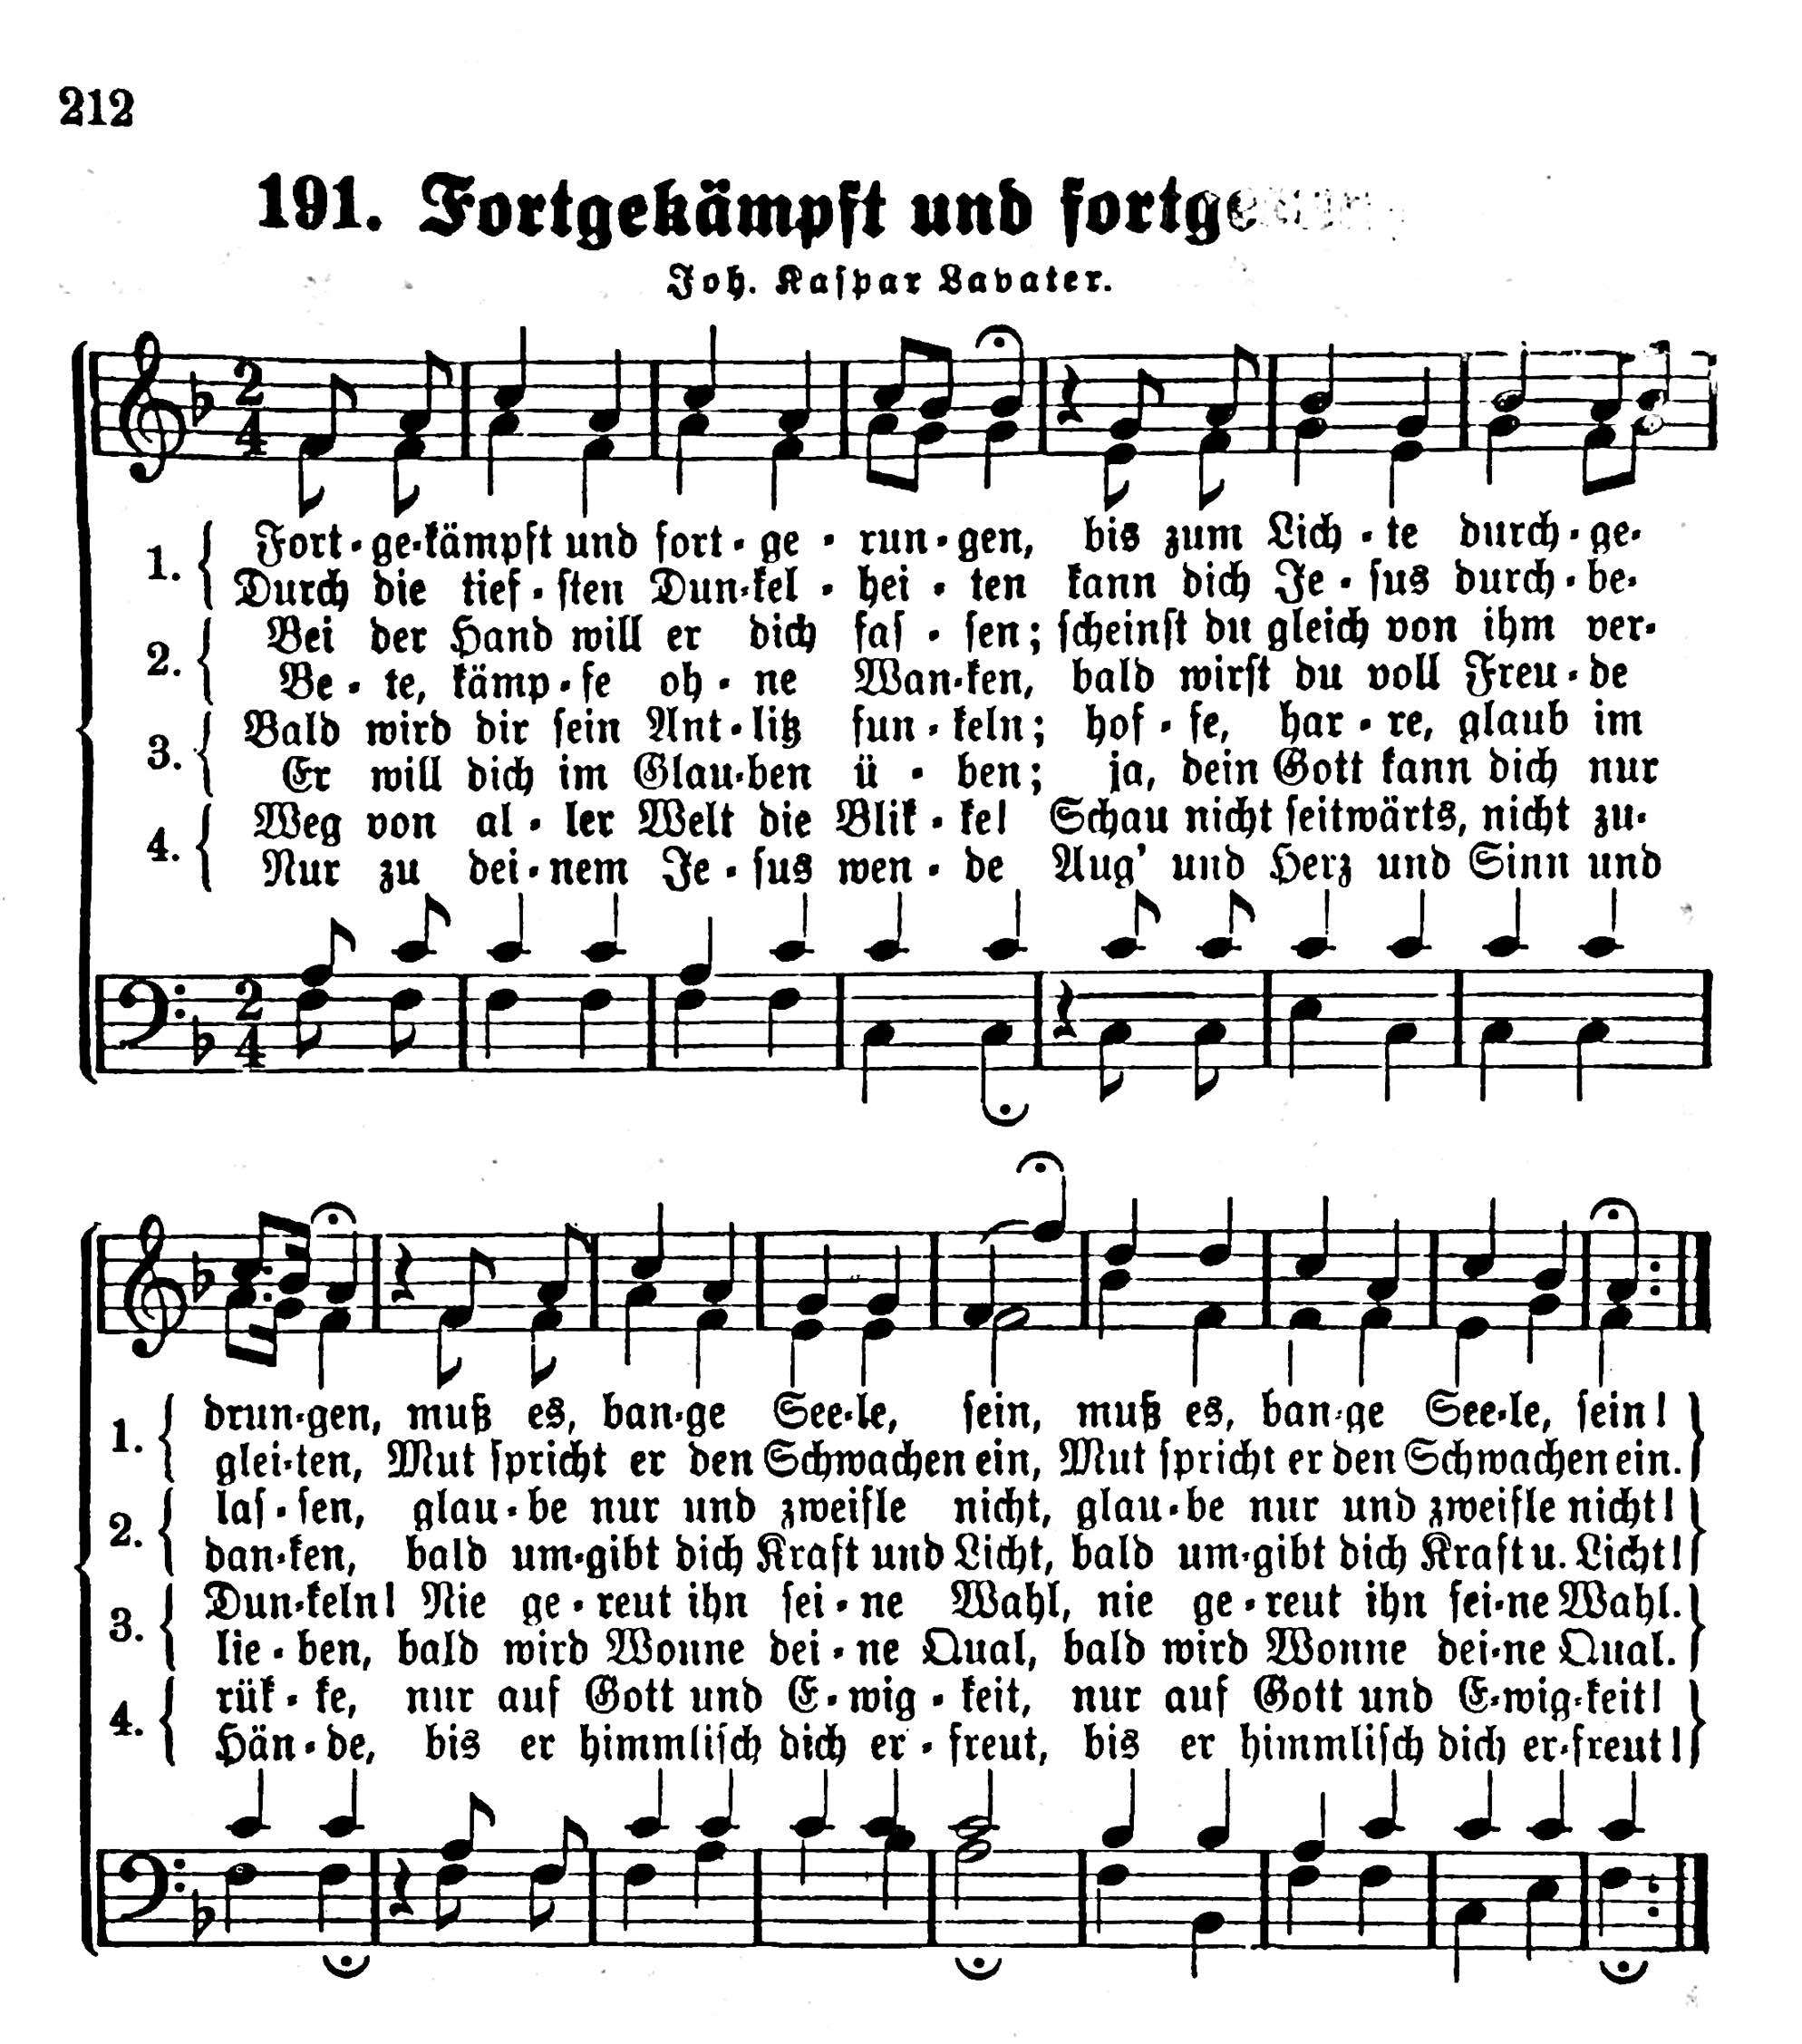 212
191. Fortgekämpft und fortge
Joh. Kaspar Lavater.
2 4
1. Fort・ge・kämpft und fort・ge・run・gen, bis zum Lich・te durch・ge・
Durch die tief・sten Dun・kel・hei・ten kann dich Je・sus durch・be・
2. Bei der Hand will er dich fas・sen; scheinst du gleich von ihm ver・
Be・te, kämp・fe oh・ne Wan・ken, bald wirst du voll Freu・de
3. Bald wird dir sein Ant・litz fun・keln; hof・fe, har・re, glaub im
Er will dich im Glau・ben ü・ben; ja, dein Gott kann dich nur
4. Weg von al・ler Welt die Blik・ke! Schau nicht seitwärts, nicht zu・
Nur zu dei・nem Je・sus wen・de Aug' und Herz und Sinn und
2 4
1. drun・gen, muß es, ban・ge See・le, sein, muß es, ban・ge See・le, sein!
glei・ten, Mut spricht er den Schwachen ein, Mut spricht er den Schwachen ein.
2. las・sen, glau・be nur und zweifle nicht, glau・be nur und zweifle nicht!
dan・ken, bald um・gibt dich Kraft und Licht, bald um・gibt dich Kraft u. Licht!
3. Dun・keln! Nie ge・reut ihn sei・ne Wahl, nie ge・reut ihn sei・ne Wahl.
lie・ben, bald wird Wonne dei・ne Qual, bald wird Wonne dei・ne Qual.
4. rük・ke, nur auf Gott und E・wig・keit, nur auf Gott und E・wig・keit!
Hän・de, bis er himmlisch dich er・freut, bis er himmlisch dich er・freut!